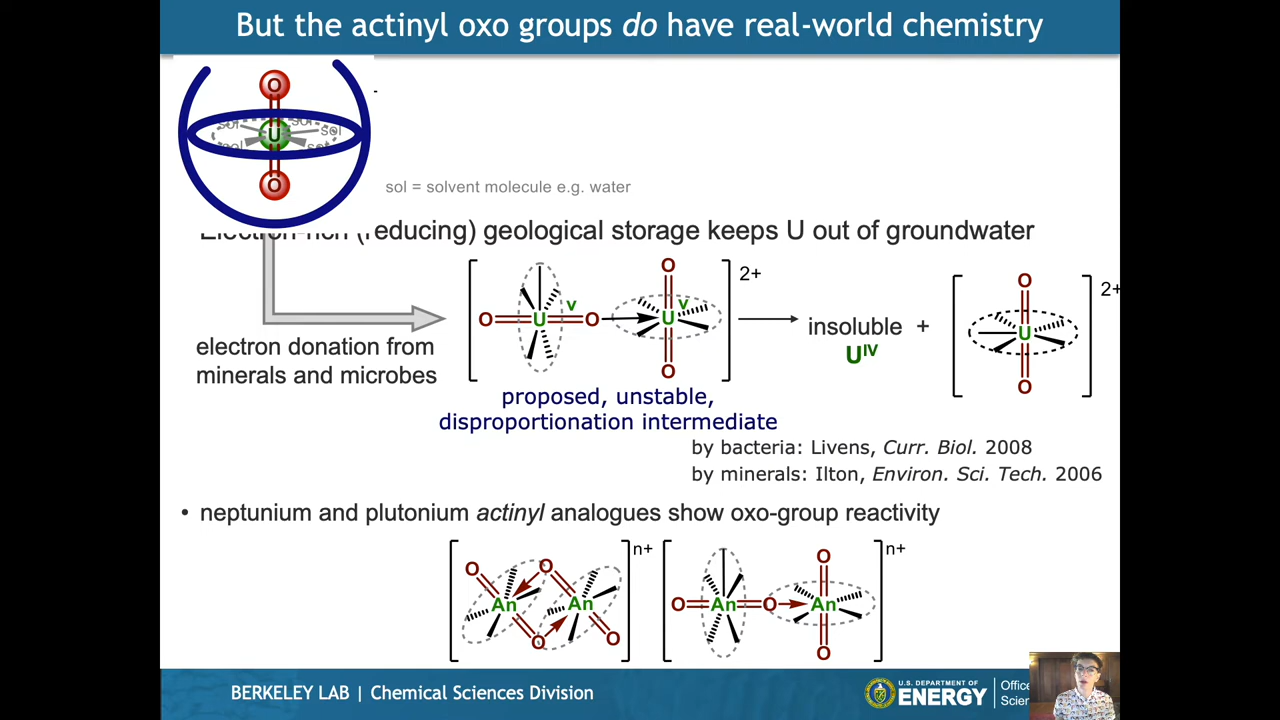 But the actinyl oxo groups do have real-world chemistry
O
sol
sol
sol
U
sol
sol
O
sol = solvent molecule e.g. water
Electron-rich (reducing) geological storage keeps U out of groundwater
electron donation from
minerals and microbes
O U V O
O
U V
O
2+
insoluble +
U^IV
O
U
O
2+
proposed, unstable,
disproportionation intermediate
by bacteria: Livens, Curr. Biol. 2008
by minerals: Ilton, Environ. Sci. Tech. 2006
• neptunium and plutonium actinyl analogues show oxo-group reactivity
O O
An An
O O
n+
O An O
O
An
O
n+
BERKELEY LAB | Chemical Sciences Division
U.S. DEPARTMENT OF
ENERGY
Office
Scien